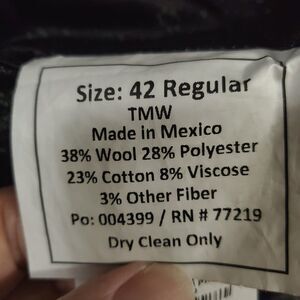 Size: 42 Regular
TMW
Made in Mexico
38% Wool 28% Polyester
23% Cotton 8% Viscose
3% Other Fiber
Po: 004399 / RN # 77219
Dry Clean Only